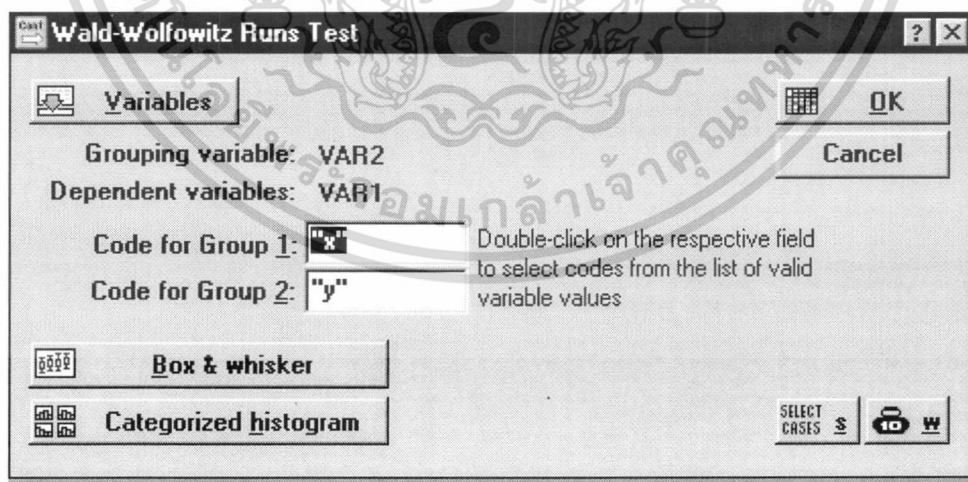 Wald-Wolfowitz Runs Test
Variables
OK
Grouping variable: VAR2
Cancel
Dependent variables: VAR1
Code for Group 1: "x"
Code for Group 2: "y"
Double-click on the respective field
to select codes from the list of valid
variable values
Box & whisker
Categorized histogram
SELECT
CASES S
10 W